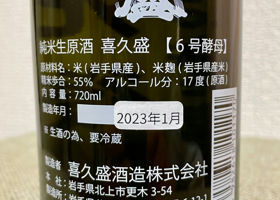 純米生原酒 喜久盛 【6号酵母】
原材料名：米（岩手県産）、米麹（岩手県産米）
精米歩合：55％ アルコール分：17度（原酒）
内容量：720ml
製造年月： 2023年1月
※ 生酒の為、要冷蔵
製造者 喜久盛酒造株式会社
岩手県北上市更木 3-54